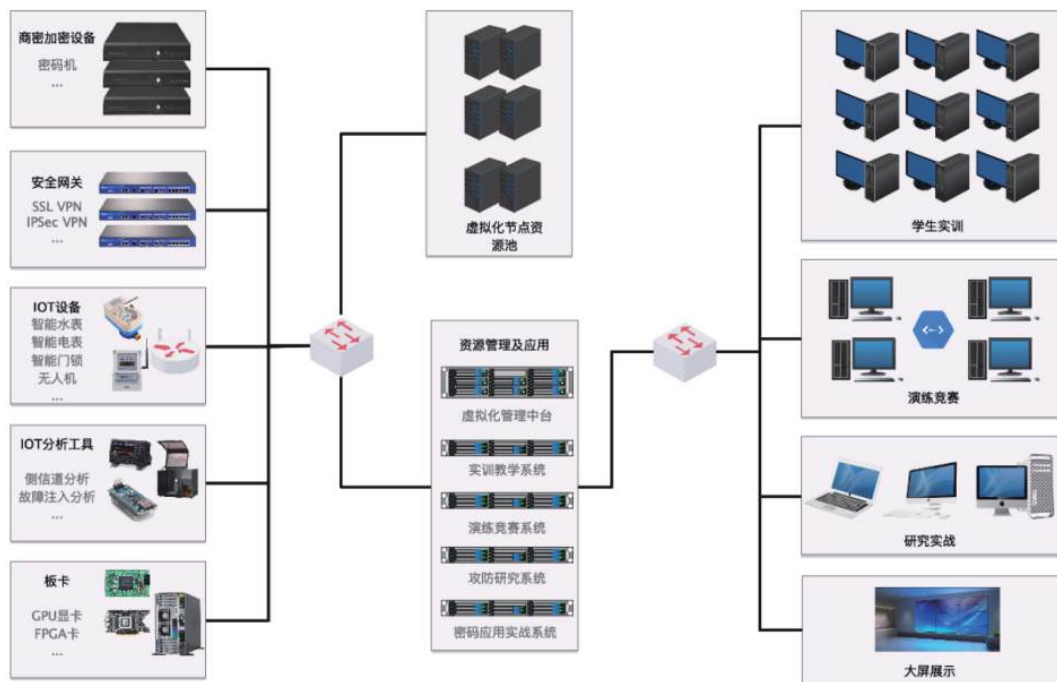 商密加密设备
密码机
...
安全网关
SSL VPN
IPSec VPN
...
IOT设备
智能水表
智能电表
智能门锁
无人机
...
IOT分析工具
侧信道分析
故障注入分析
...
板卡
GPU显卡
FPGA卡
...
虚拟化节点资
源池
资源管理及应用
虚拟化管理中台
实训教学系统
演练竞赛系统
攻防研究系统
密码应用实战系统
学生实训
演练竞赛
研究实战
大屏展示